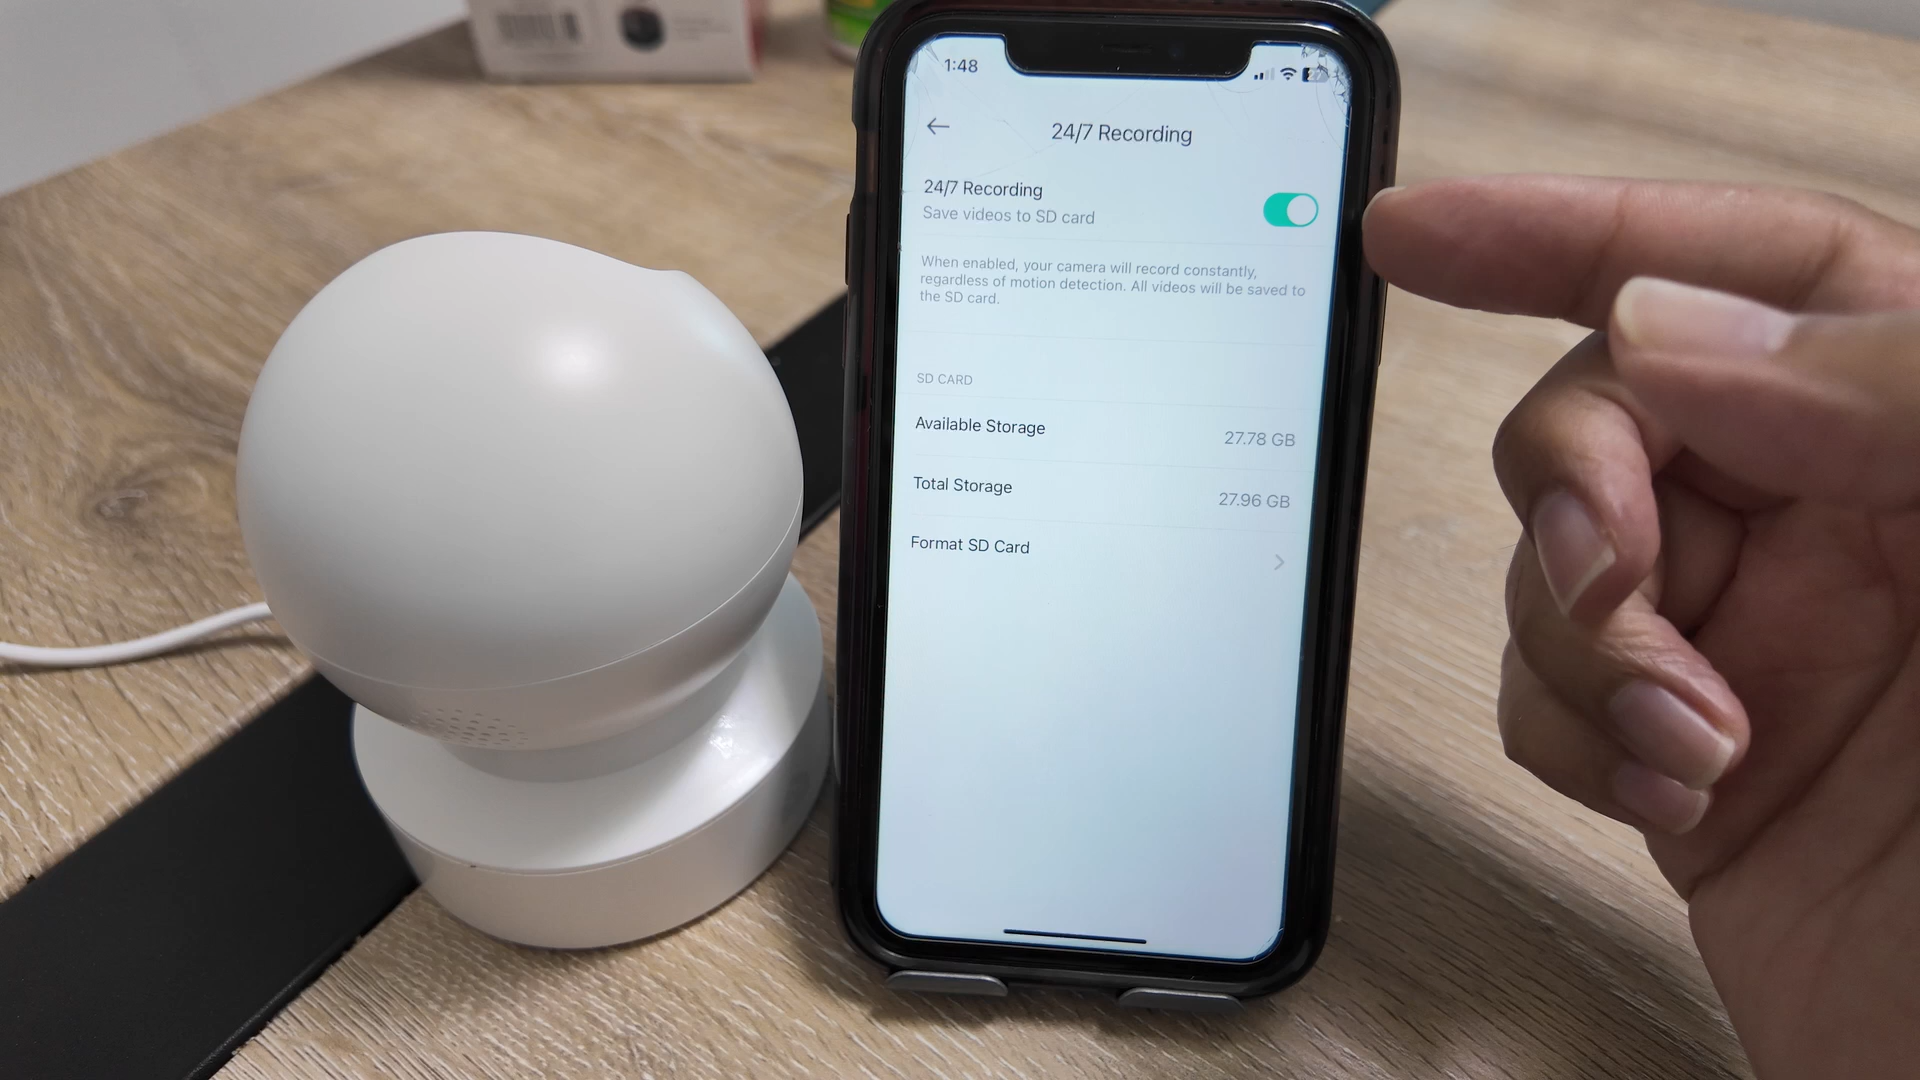 1:48
24/7 Recording
24/7 Recording
Save videos to SD card
When enabled, your camera will record constantly,
regardless of motion detection. All videos will be saved to
the SD card.
SD CARD
Available Storage
27.78 GB
Total Storage
27.96 GB
Format SD Card